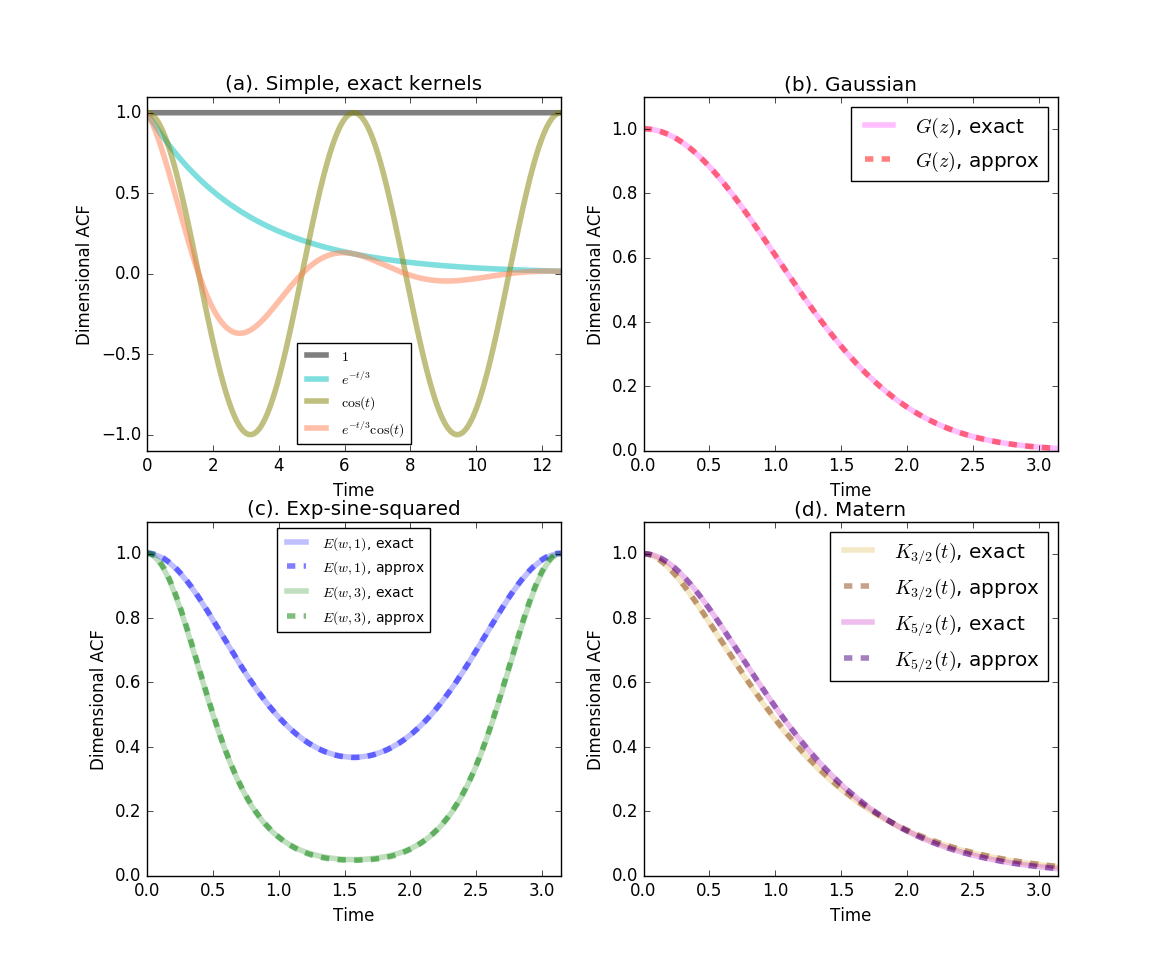 (a). Simple, exact kernels
Dimensional ACF
1.0
0.5
0.0
−0.5
−1.0
1
e^{-t/3}
cos(t)
e^{-t/3}cos(t)
0 2 4 6 8 10 12
Time
(b). Gaussian
Dimensional ACF
1.0
0.8
0.6
0.4
0.2
0.0
G(z), exact
G(z), approx
0.0 0.5 1.0 1.5 2.0 2.5 3.0
Time
(c). Exp-sine-squared
Dimensional ACF
1.0
0.8
0.6
0.4
0.2
0.0
E(w, 1), exact
E(w, 1), approx
E(w, 3), exact
E(w, 3), approx
0.0 0.5 1.0 1.5 2.0 2.5 3.0
Time
(d). Matern
Dimensional ACF
1.0
0.8
0.6
0.4
0.2
0.0
K_{3/2}(t), exact
K_{3/2}(t), approx
K_{5/2}(t), exact
K_{5/2}(t), approx
0.0 0.5 1.0 1.5 2.0 2.5 3.0
Time